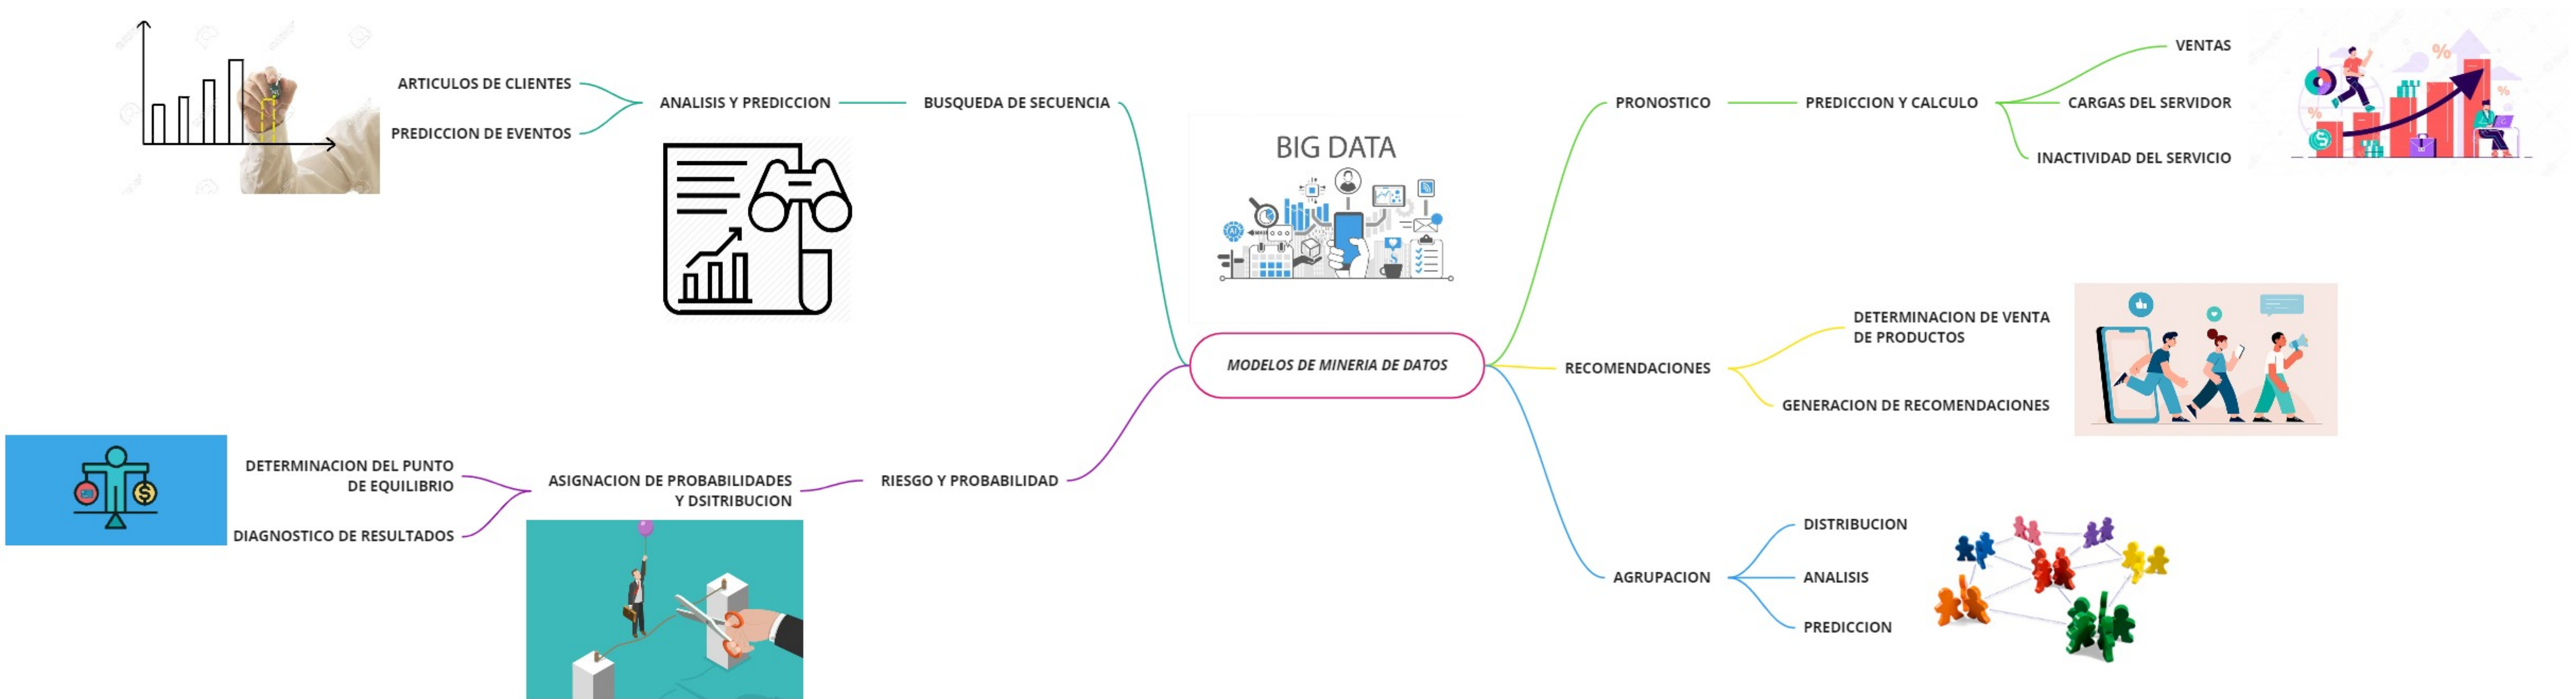 MODELOS DE MINERIA DE DATOS
BIG DATA
AI
BUSQUEDA DE SECUENCIA
ANALISIS Y PREDICCION
ARTICULOS DE CLIENTES
PREDICCION DE EVENTOS
RIESGO Y PROBABILIDAD
ASIGNACION DE PROBABILIDADES
Y DSITRIBUCION
DETERMINACION DEL PUNTO
DE EQUILIBRIO
DIAGNOSTICO DE RESULTADOS
$
PRONOSTICO
PREDICCION Y CALCULO
VENTAS
CARGAS DEL SERVIDOR
INACTIVIDAD DEL SERVICIO
%
%
%
$
RECOMENDACIONES
DETERMINACION DE VENTA
DE PRODUCTOS
GENERACION DE RECOMENDACIONES
AGRUPACION
DISTRIBUCION
ANALISIS
PREDICCION